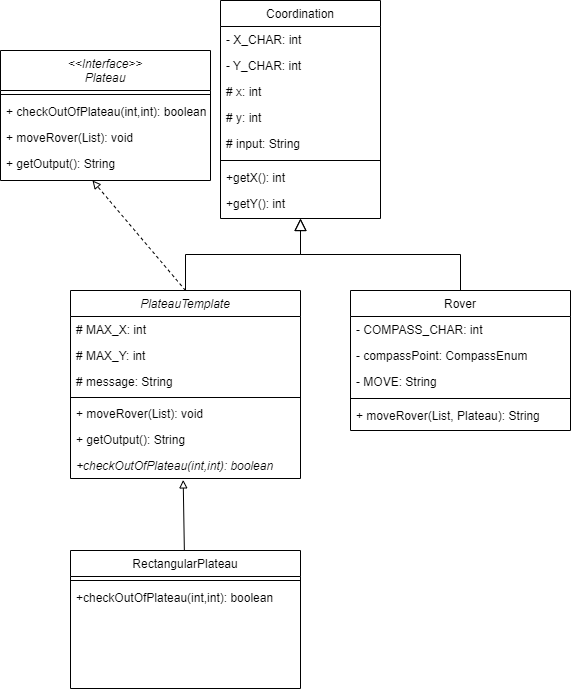 Coordination
- X_CHAR: int
- Y_CHAR: int
# x: int
# y: int
# input: String
+getX(): int
+getY(): int
<<Interface>>
Plateau
+ checkOutOfPlateau(int,int): boolean
+ moveRover(List): void
+ getOutput(): String
PlateauTemplate
# MAX_X: int
# MAX_Y: int
# message: String
+ moveRover(List): void
+ getOutput(): String
+checkOutOfPlateau(int,int): boolean
Rover
- COMPASS_CHAR: int
- compassPoint: CompassEnum
- MOVE: String
+ moveRover(List, Plateau): String
RectangularPlateau
+checkOutOfPlateau(int,int): boolean